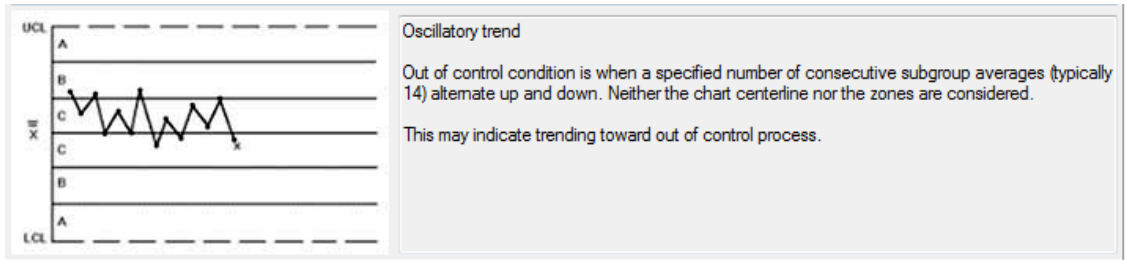 UCL
A
B
C
X̿
C
B
A
LCL
x
Oscillatory trend
Out of control condition is when a specified number of consecutive subgroup averages (typically
14) alternate up and down. Neither the chart centerline nor the zones are considered.
This may indicate trending toward out of control process.